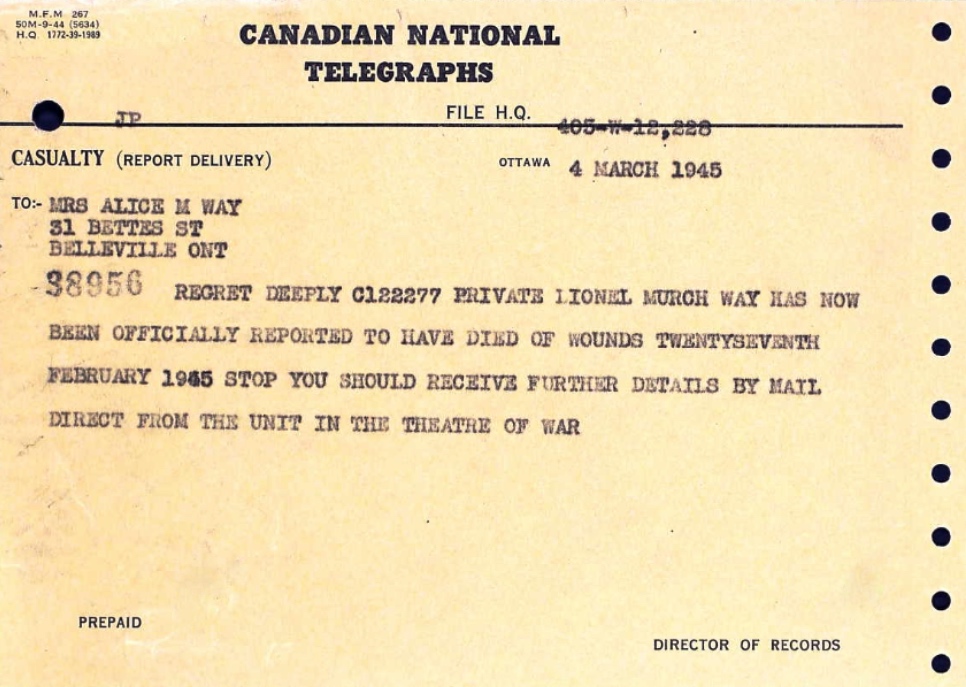 M.F.M 267
50M-9-44 (5634)
H.Q. 1772-39-1989
CANADIAN NATIONAL
TELEGRAPHS
JP
FILE H.Q. 405-W-12,228
CASUALTY (REPORT DELIVERY)
OTTAWA 4 MARCH 1945
TO:- MRS ALICE M WAY
31 BETTES ST
BELLEVILLE ONT
38956 REGRET DEEPLY C122277 PRIVATE LIONEL MURCH WAY HAS NOW
BEEN OFFICIALLY REPORTED TO HAVE DIED OF WOUNDS TWENTYSEVENTH
FEBRUARY 1945 STOP YOU SHOULD RECEIVE FURTHER DETAILS BY MAIL
DIRECT FROM THE UNIT IN THE THEATRE OF WAR
PREPAID
DIRECTOR OF RECORDS